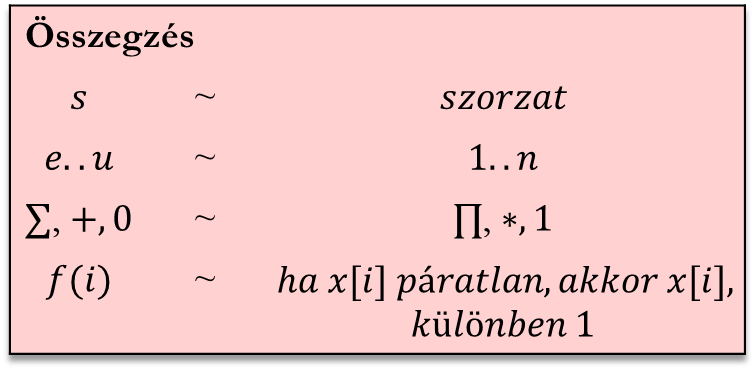 Összegzés
s ~ szorzat
e..u ~ 1..n
∑, +, 0 ~ ∏, *, 1
f(i) ~ ha x[i] páratlan, akkor x[i],
különben 1